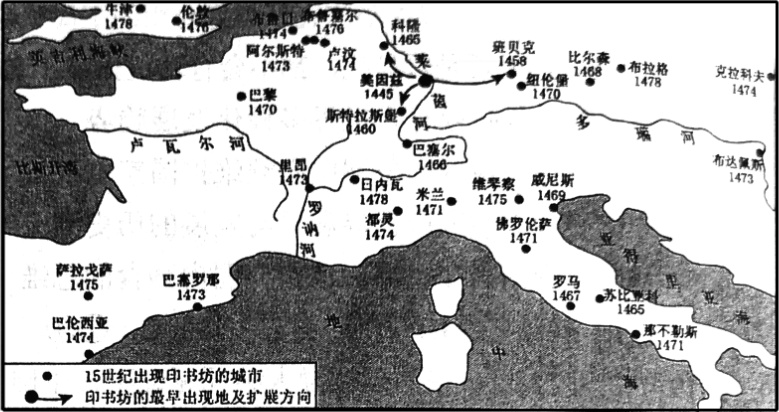 牛津
1478
伦敦
1476
英吉利海峡
布鲁日
1474
布鲁塞尔
1476
阿尔斯特
1473
卢汶
1474
科隆
1465
莱
茵
河
美因兹
1445
班贝克
1458
纽伦堡
1470
比尔森
1468
布拉格
1478
克拉科夫
1474
巴黎
1470
斯特拉斯堡
1460
多瑙河
卢瓦尔河
巴塞尔
1466
布达佩斯
1473
比斯开湾
里昂
1473
罗
讷
河
日内瓦
1478
都灵
1474
米兰
1471
维琴察
1475
威尼斯
1469
佛罗伦萨
1471
亚得里亚海
萨拉戈萨
1475
巴塞罗那
1473
罗马
1467
苏比亚科
1465
巴伦西亚
1474
那不勒斯
1471
地中海
15世纪出现印书坊的城市
印书坊的最早出现地及扩展方向